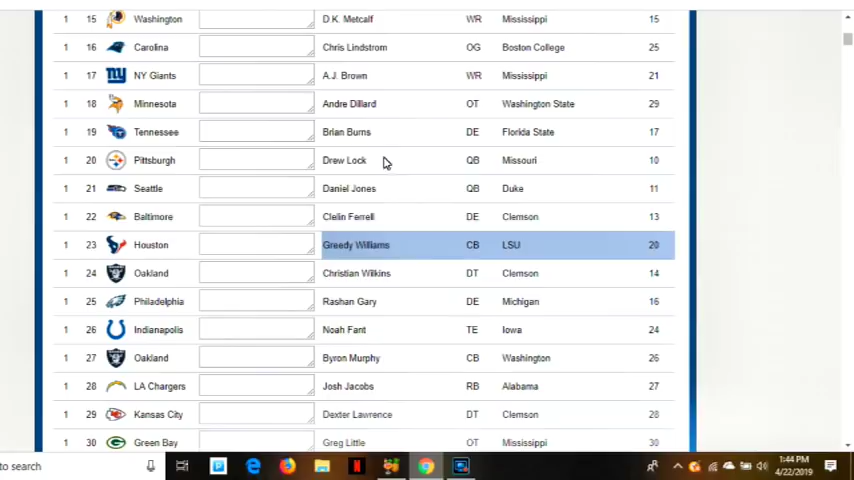 1 15 Washington D.K. Metcalf WR Mississippi 15
1 16 Carolina Chris Lindstrom OG Boston College 25
1 17 NY Giants A.J. Brown WR Mississippi 21
1 18 Minnesota Andre Dillard OT Washington State 29
1 19 Tennessee Brian Burns DE Florida State 17
1 20 Pittsburgh Drew Lock QB Missouri 10
1 21 Seattle Daniel Jones QB Duke 11
1 22 Baltimore Clelin Ferrell DE Clemson 13
1 23 Houston Greedy Williams CB LSU 20
1 24 Oakland Christian Wilkins DT Clemson 14
1 25 Philadelphia Rashan Gary DE Michigan 16
1 26 Indianapolis Noah Fant TE Iowa 24
1 27 Oakland Byron Murphy CB Washington 26
1 28 LA Chargers Josh Jacobs RB Alabama 27
1 29 Kansas City Dexter Lawrence DT Clemson 28
1 30 Green Bay Greg Little OT Mississippi 30
to search
1:44 PM
4/22/2019